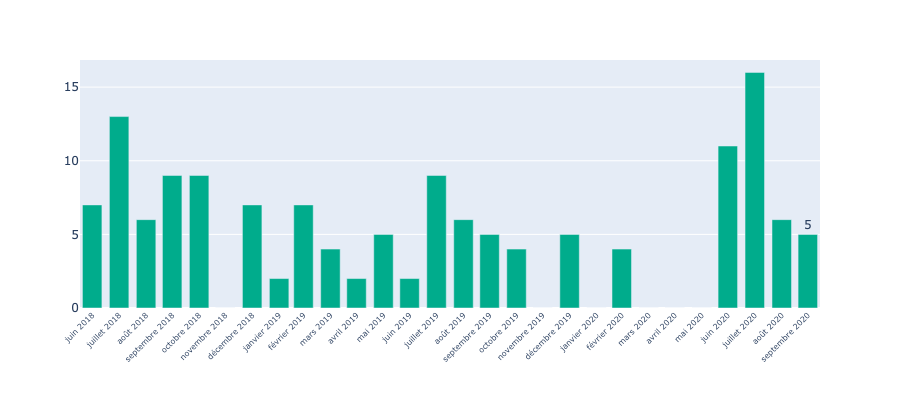 15
10
5
0
5
juin 2018
juillet 2018
août 2018
septembre 2018
octobre 2018
novembre 2018
décembre 2018
janvier 2019
février 2019
mars 2019
avril 2019
mai 2019
juin 2019
juillet 2019
août 2019
septembre 2019
octobre 2019
novembre 2019
décembre 2019
janvier 2020
février 2020
mars 2020
avril 2020
mai 2020
juin 2020
juillet 2020
août 2020
septembre 2020